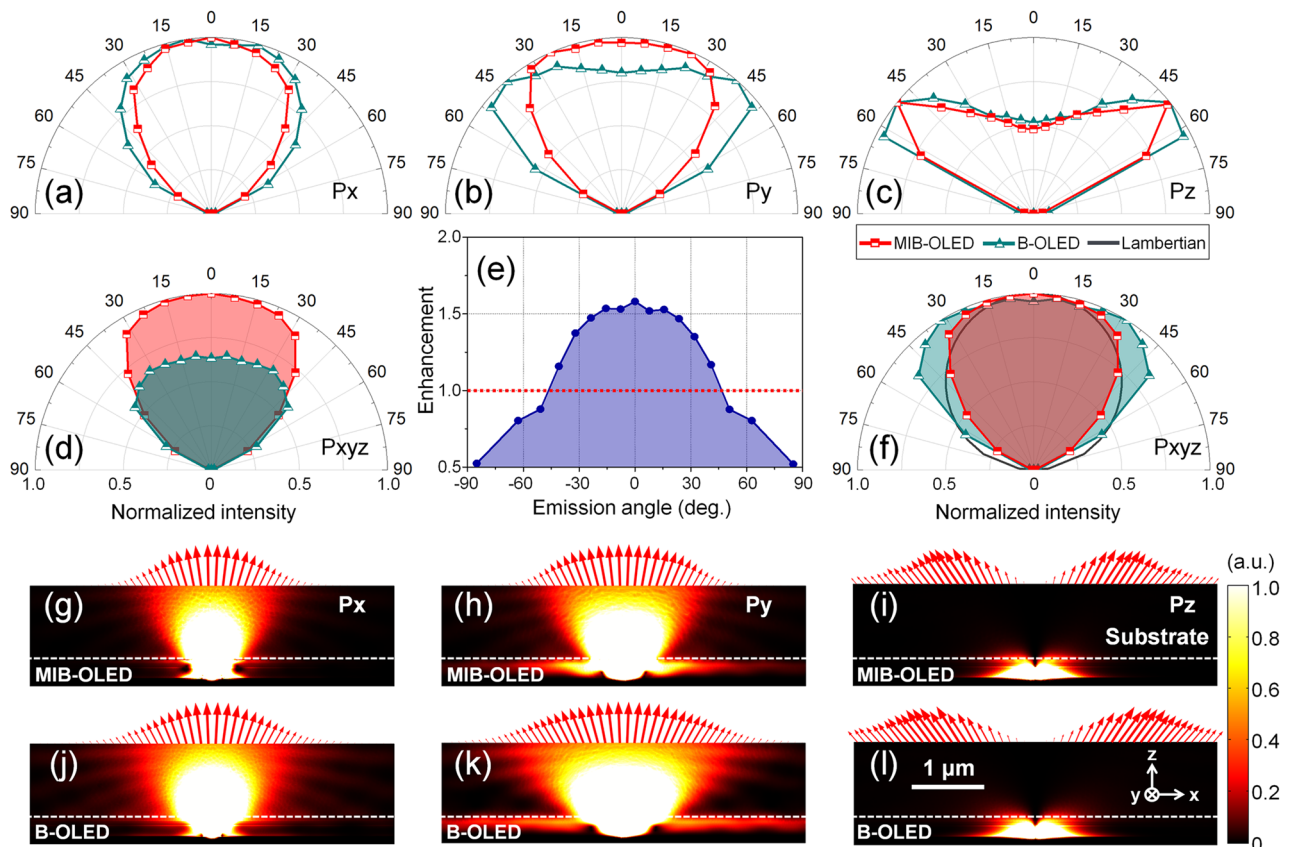 0
15
15
30
30
45
45
60
60
75
75
90
90
(a)
Px
0
15
15
30
30
45
45
60
60
75
75
90
90
(b)
Py
0
15
15
30
30
45
45
60
60
75
75
90
90
(c)
Pz
MIB-OLED B-OLED Lambertian
0
15
15
30
30
45
45
60
60
75
75
90
90
(d)
Pxyz
1.0 0.5 0 0.5 1.0
Normalized intensity
(e)
2.0
1.5
1.0
0.5
Enhancement
-90 -60 -30 0 30 60 90
Emission angle (deg.)
0
15
15
30
30
45
45
60
60
75
75
90
90
(f)
Pxyz
1.0 0.5 0 0.5 1.0
Normalized intensity
(g) Px
MIB-OLED
(h) Py
MIB-OLED
(i) Pz
Substrate
MIB-OLED
(j)
B-OLED
(k)
B-OLED
(l)
1 μm
z
y x
B-OLED
(a.u.)
1.0
0.8
0.6
0.4
0.2
0